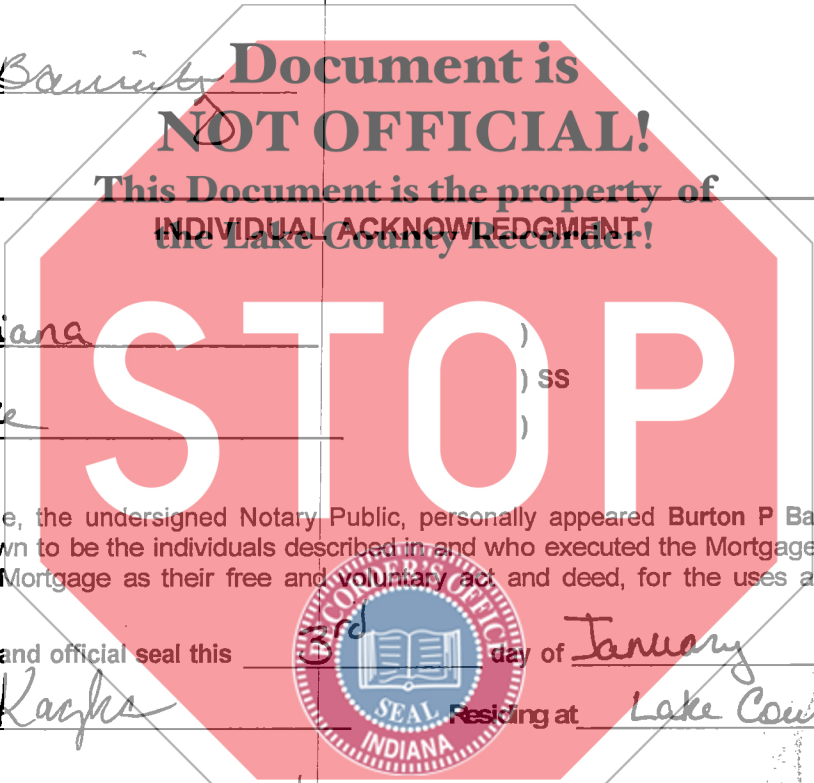 Document is
NOT OFFICIAL!
This Document is the property of
INDIVIDUAL ACKNOWLEDGMENT
the Lake County Recorder!
iana )
) SS
e )
STOP
e, the undersigned Notary Public, personally appeared Burton P Ba
wn to be the individuals described in and who executed the Mortgage
Mortgage as their free and voluntary act and deed, for the uses a
and official seal this 3rd day of January
Residing at Lake Cou
RECORDER'S OFFICE
SEAL
INDIANA